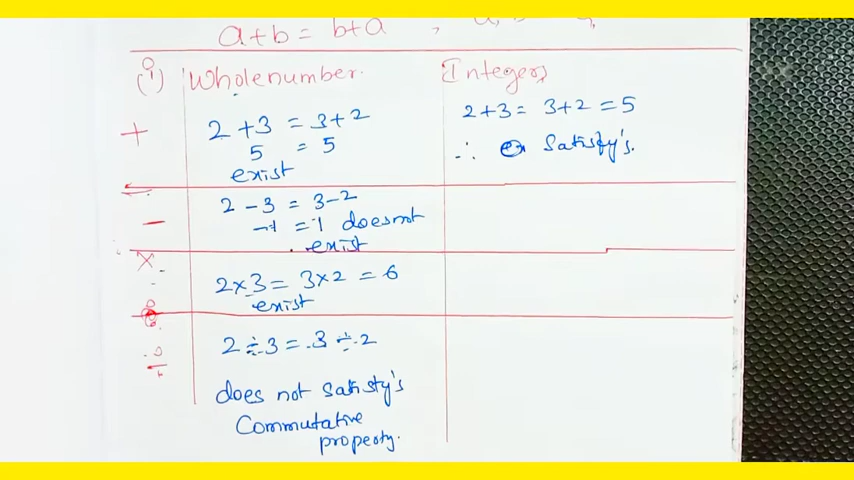 a+b = b+a ,
(i) Wholenumber. Integers
+ 2 + 3 = 3 + 2
5 = 5
exist
2+3 = 3+2 = 5
∴ Satisfy's.
− 2 - 3 = 3 - 2
-1 = 1 doesnot
exist
× 2 × 3 = 3 × 2 = 6
exist
÷ 2 ÷ 3 = 3 ÷ 2
does not Satisfy's
Commutative
property.